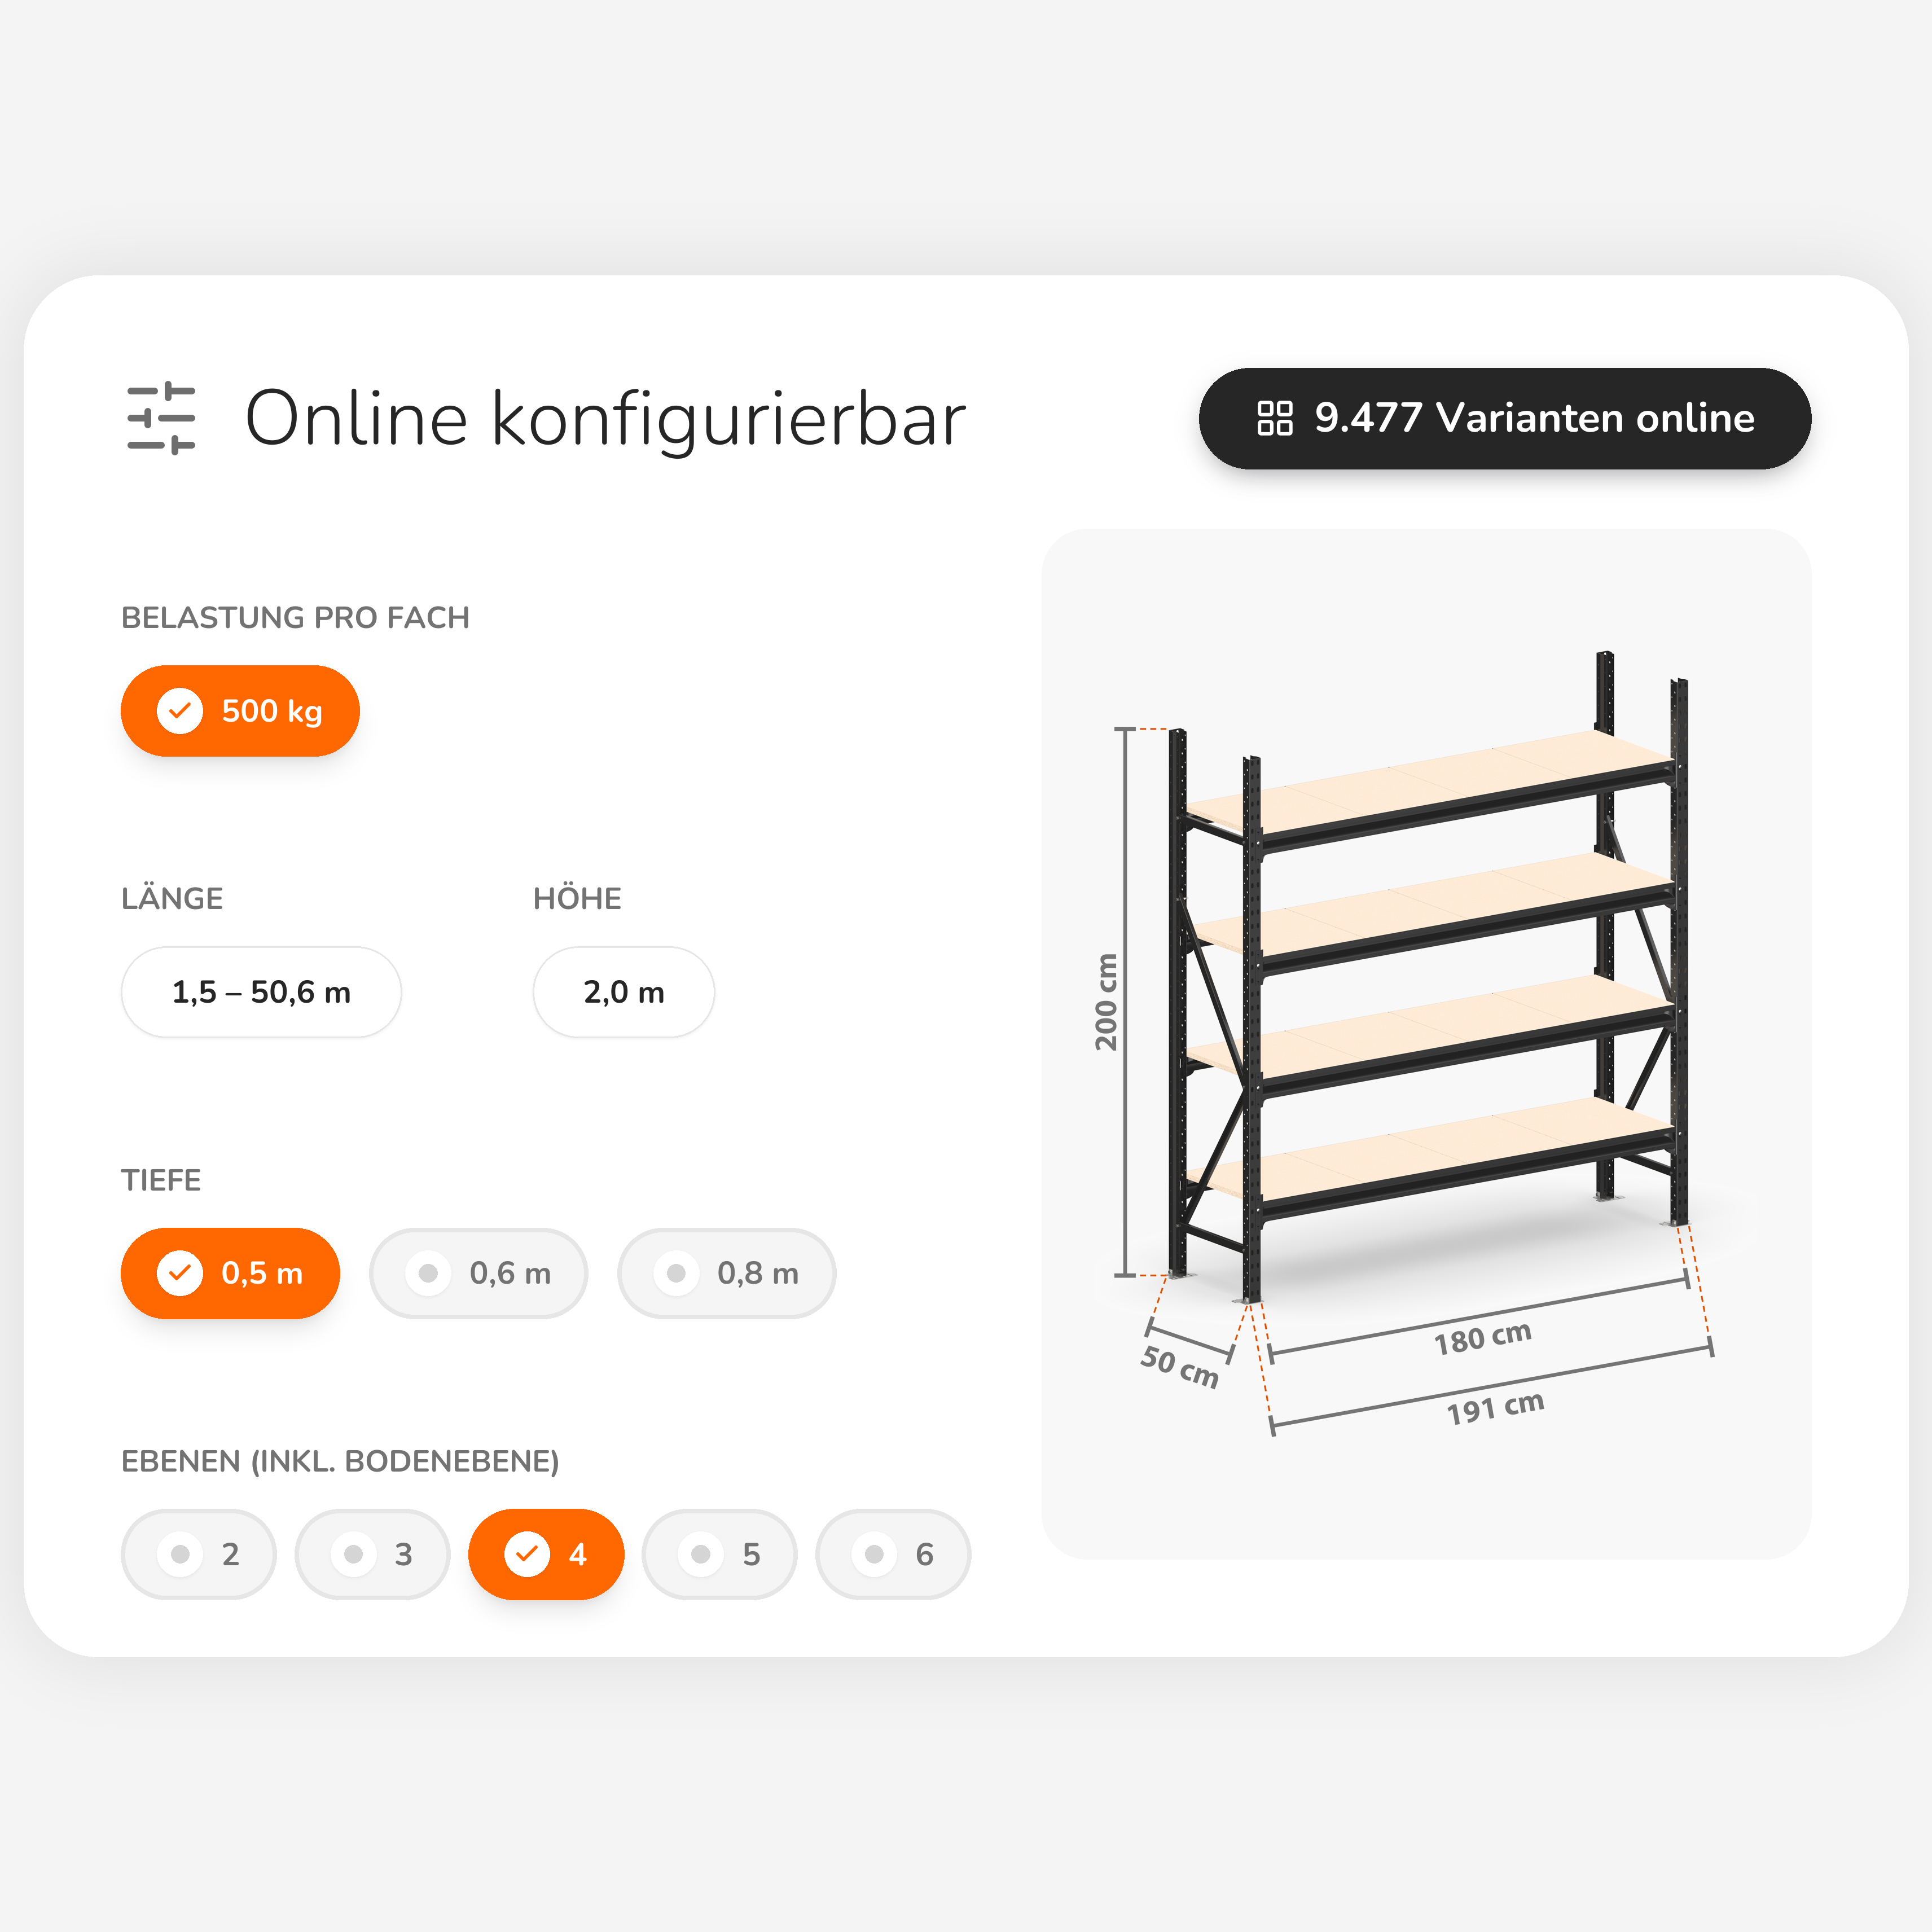 Online konfigurierbar
9.477 Varianten online
BELASTUNG PRO FACH
500 kg
LÄNGE
HÖHE
1,5 – 50,6 m
2,0 m
TIEFE
0,5 m
0,6 m
0,8 m
EBENEN (INKL. BODENEBENE)
2
3
4
5
6
200 cm
50 cm
180 cm
191 cm